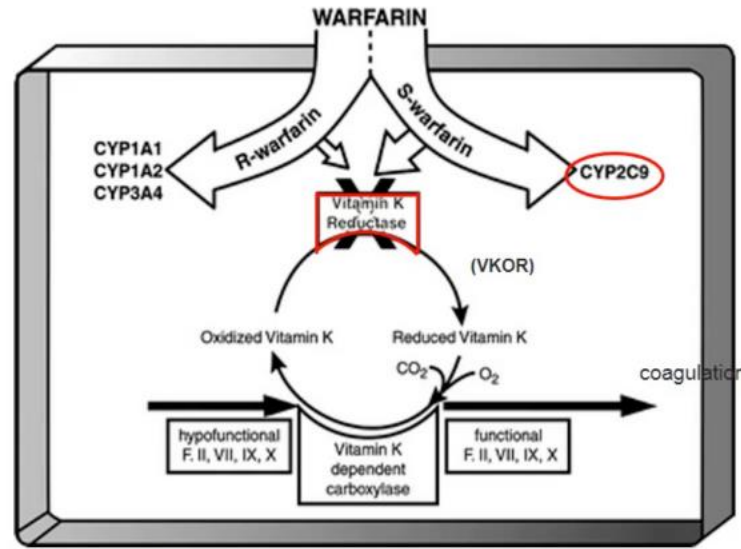 WARFARIN
R-warfarin
S-warfarin
CYP1A1
CYP1A2
CYP3A4
CYP2C9
Vitamin K
Reductase
(VKOR)
Oxidized Vitamin K
Reduced Vitamin K
CO2
O2
coagulation
hypofunctional
F. II, VII, IX, X
Vitamin K
dependent
carboxylase
functional
F. II, VII, IX, X